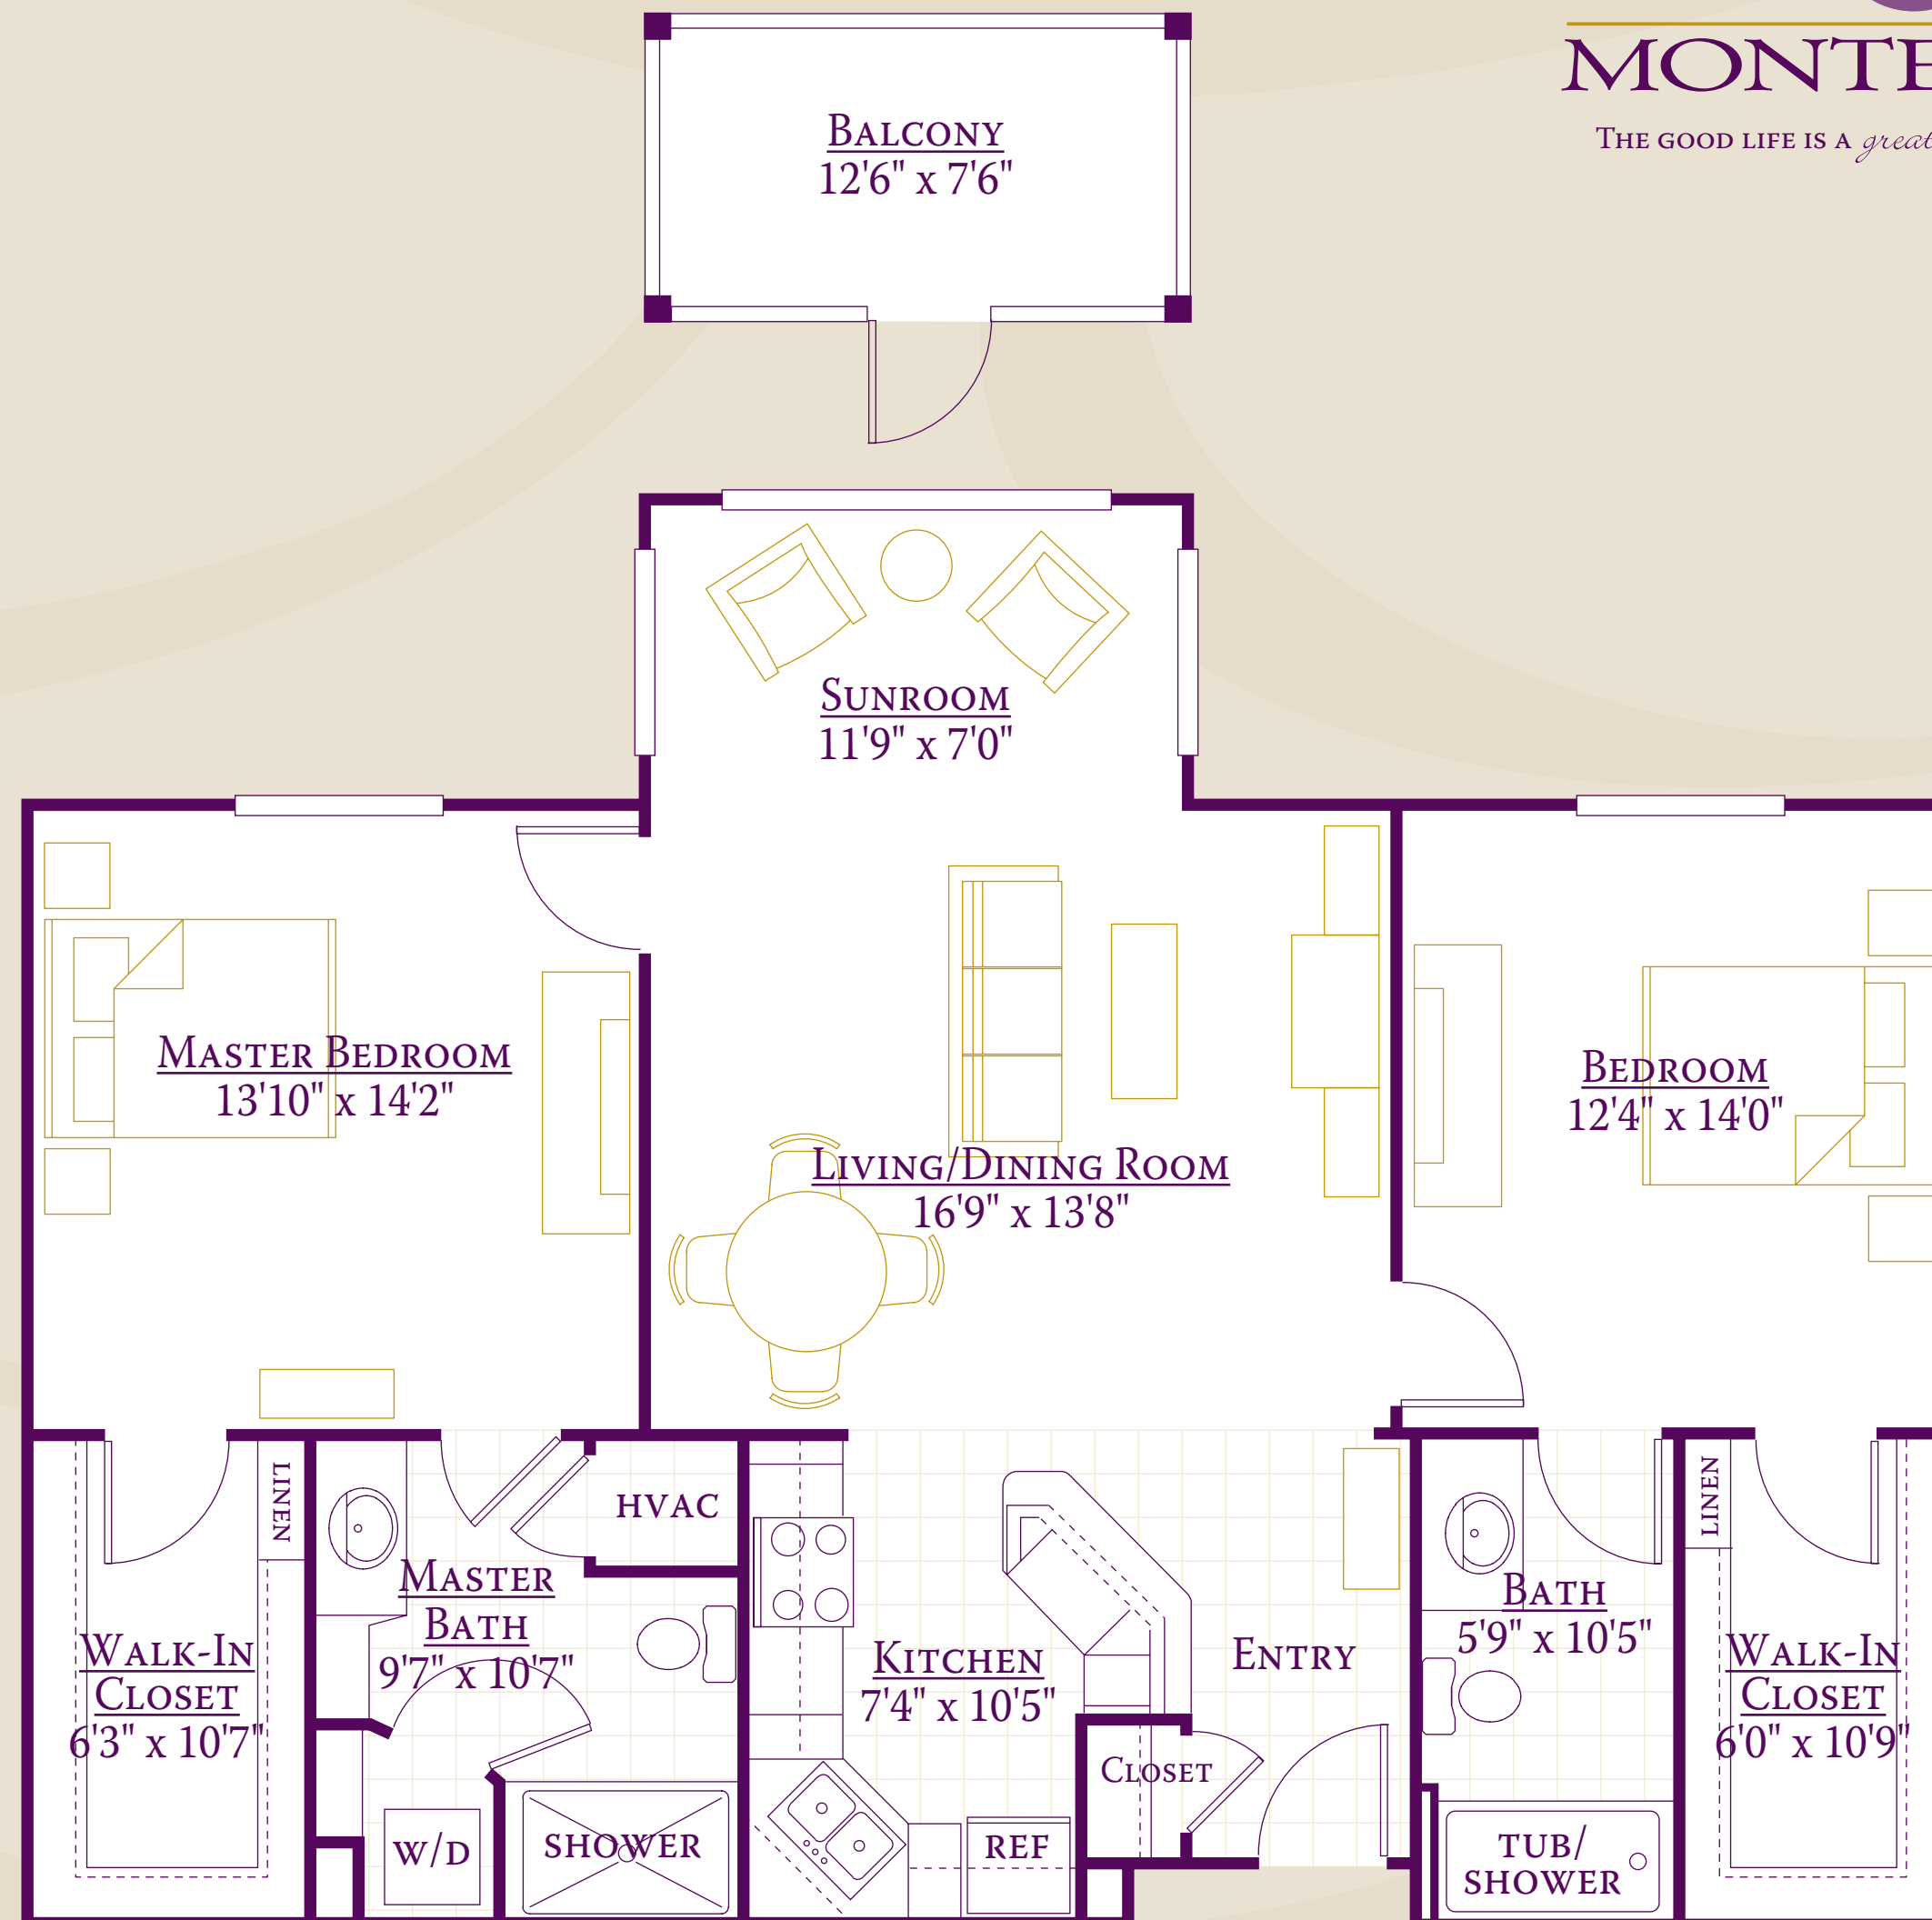 MONTE
THE GOOD LIFE IS A great
BALCONY
12'6" x 7'6"
SUNROOM
11'9" x 7'0"
MASTER BEDROOM
13'10" x 14'2"
BEDROOM
12'4" x 14'0"
LIVING/DINING ROOM
16'9" x 13'8"
LINEN
HVAC
LINEN
MASTER
BATH
9'7" x 10'7"
BATH
5'9" x 10'5"
WALK-IN
CLOSET
6'3" x 10'7"
KITCHEN
7'4" x 10'5"
ENTRY
WALK-IN
CLOSET
6'0" x 10'9"
CLOSET
W/D
SHOWER
REF
TUB/
SHOWER